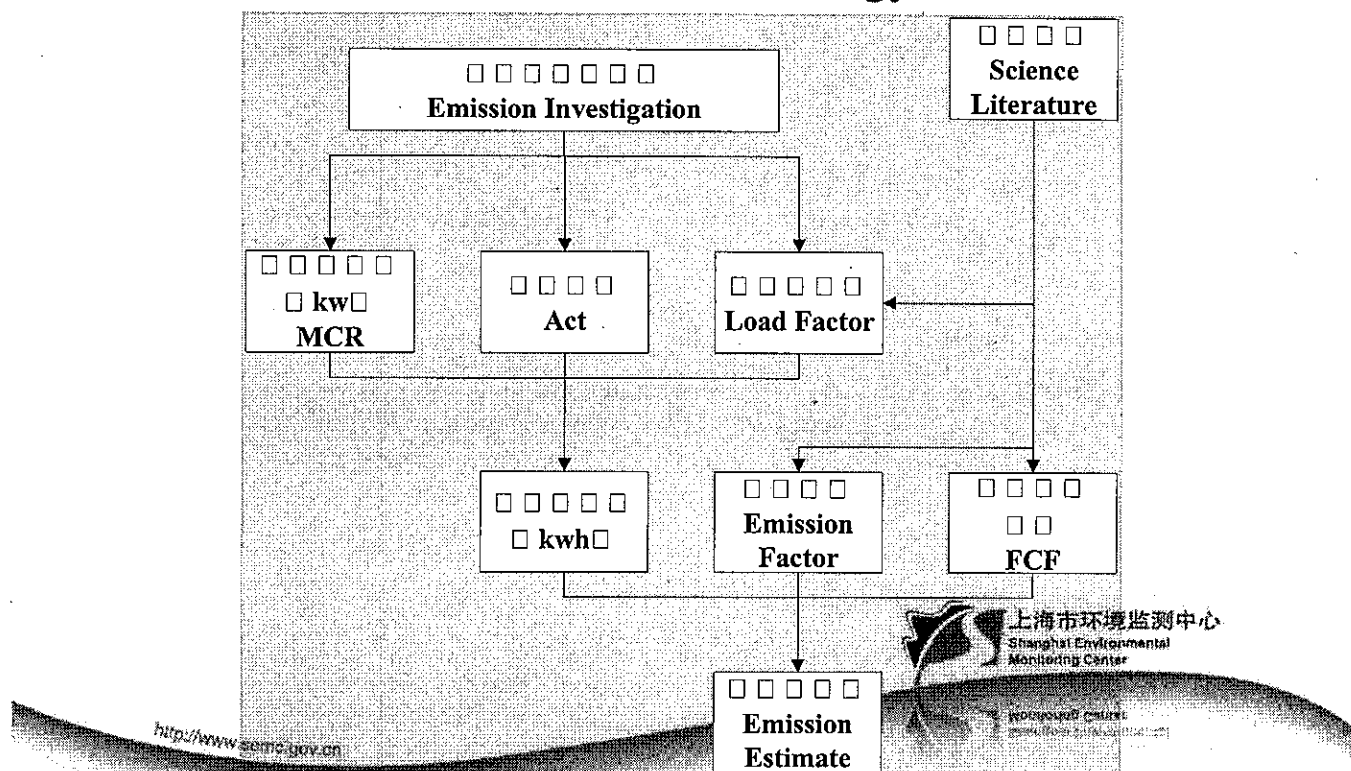 □ □ □ □
Science
Literature
□ □ □ □ □ □ □
Emission Investigation
□ □ □ □ □
□ kw□
MCR
□ □ □ □
Act
□ □ □ □ □
Load Factor
□ □ □ □ □
□ kwh□
□ □ □ □
Emission
Factor
□ □ □ □
□ □
FCF
上海市环境监测中心
Shanghai Environmental
Monitoring Center
□ □ □ □ □
Emission
Estimate
http://www.semc.gov.cn